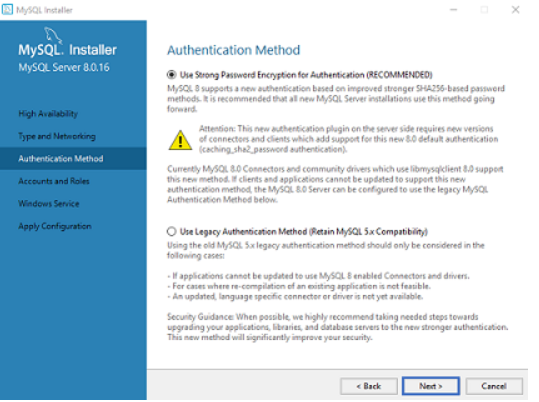 MySQL Installer
MySQL. Installer
MySQL Server 8.0.16
High Availability
Type and Networking
Authentication Method
Accounts and Roles
Windows Service
Apply Configuration
Authentication Method
Use Strong Password Encryption for Authentication (RECOMMENDED)
MySQL 8 supports a new authentication based on improved stronger SHA256-based password
methods. It is recommended that all new MySQL Server installations use this method going
forward.
Attention: This new authentication plugin on the server side requires new versions
of connectors and clients which add support for this new 8.0 default authentication
(caching_sha2_password authentication).
Currently MySQL 8.0 Connectors and community drivers which use libmysqlclient 8.0 support
this new method. If clients and applications cannot be updated to support this new
authentication method, the MySQL 8.0 Server can be configured to use the legacy MySQL
Authentication Method below.
Use Legacy Authentication Method (Retain MySQL 5.x Compatibility)
Using the old MySQL 5.x legacy authentication method should only be considered in the
following cases:
- If applications cannot be updated to use MySQL 8 enabled Connectors and drivers.
- For cases where re-compilation of an existing application is not feasible.
- An updated, language specific connector or driver is not yet available.
Security Guidance: When possible, we highly recommend taking needed steps towards
upgrading your applications, libraries, and database servers to the new stronger authentication.
This new method will significantly improve your security.
< Back
Next >
Cancel